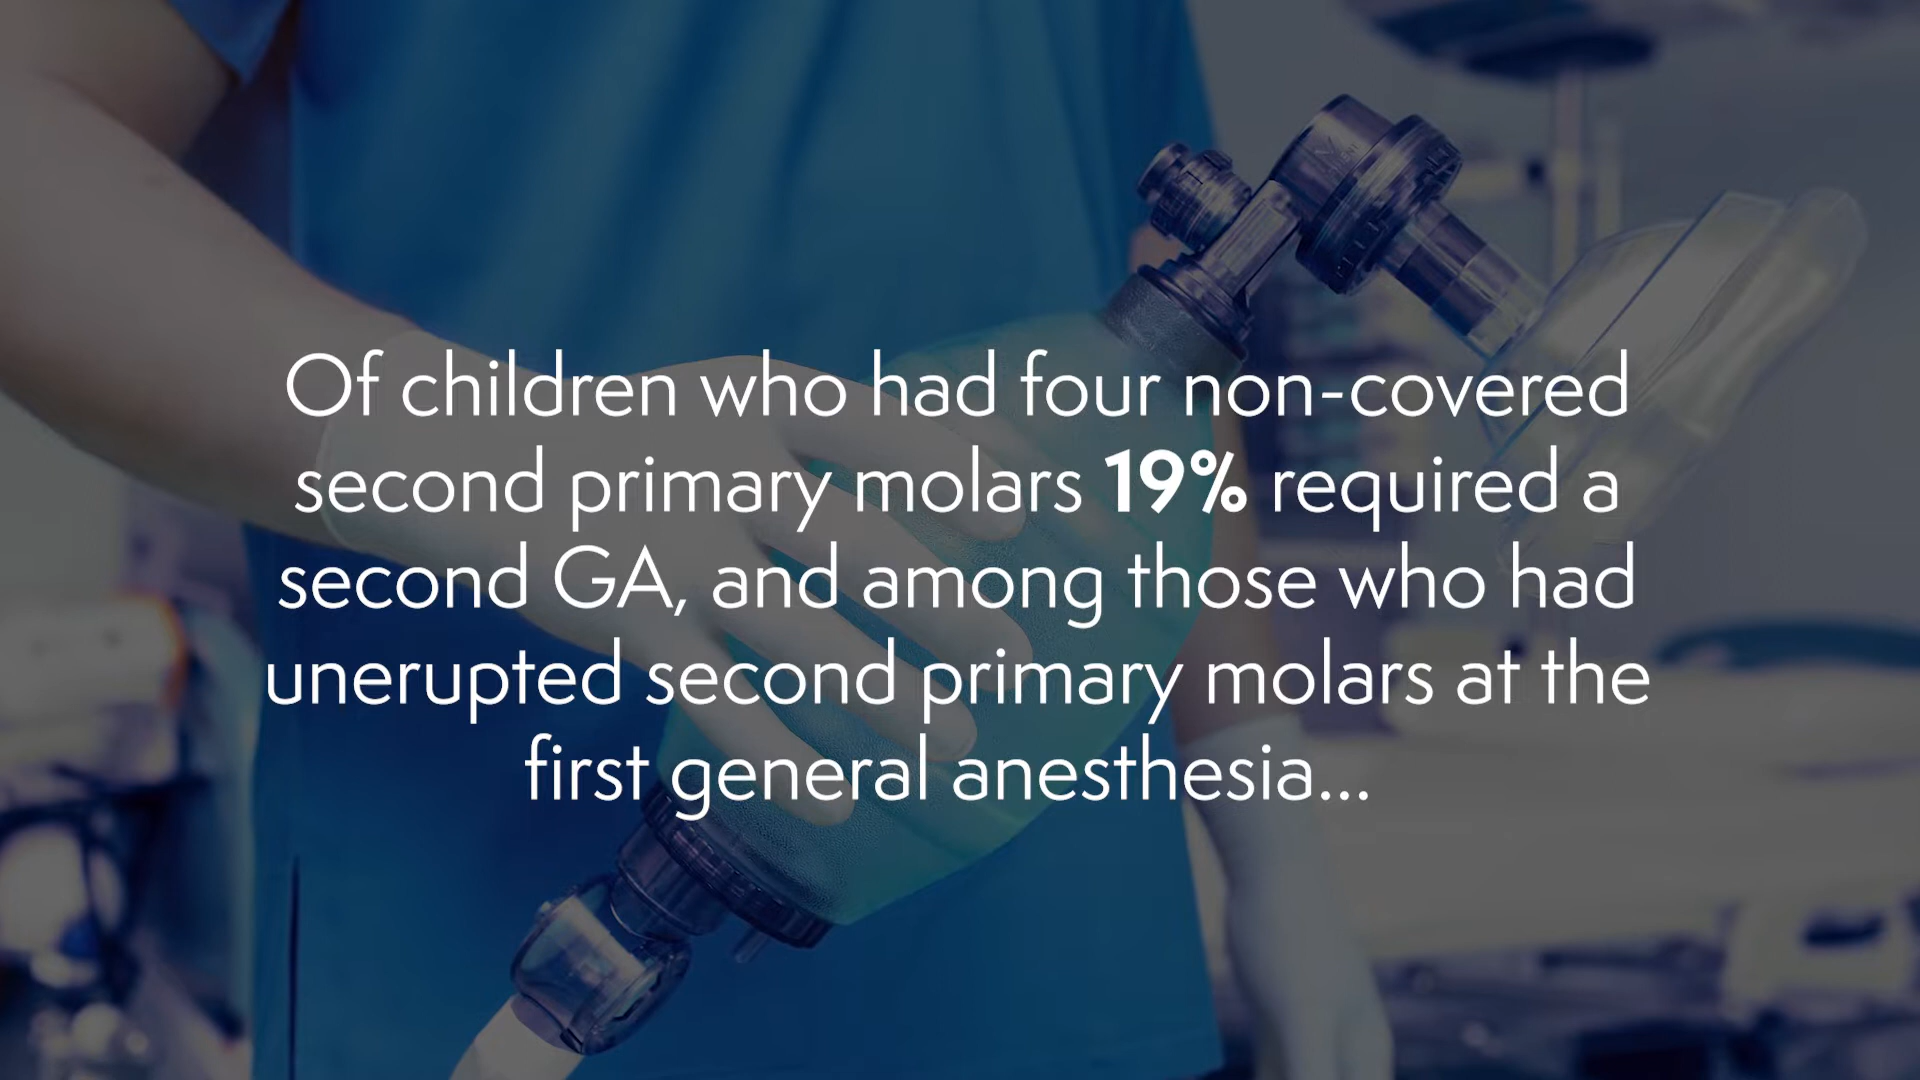 Of children who had four non-covered
second primary molars 19% required a
second GA, and among those who had
unerupted second primary molars at the
first general anesthesia...